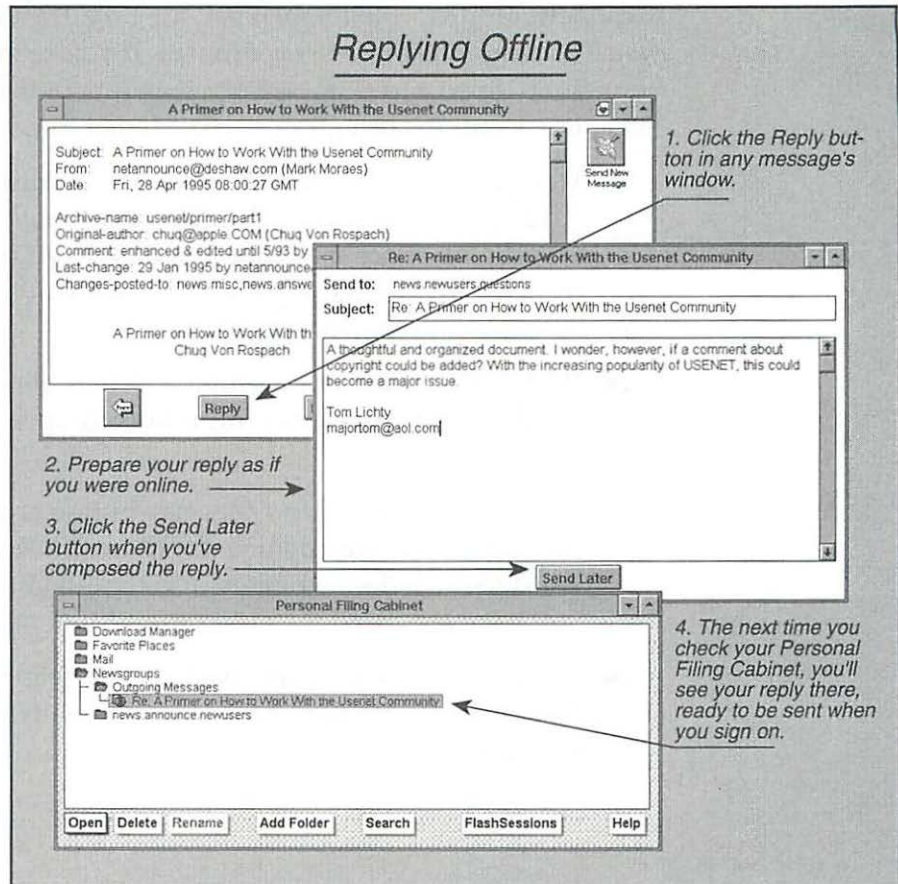 Replying Offline
A Primer on How to Work With the Usenet Community
Subject: A Primer on How to Work With the Usenet Community
From: netannounce@deshaw.com (Mark Moraes)
Date: Fri, 28 Apr 1995 08:00:27 GMT
Send New
Message
Archive-name: usenet/primer/part1
Original-author: chuq@apple.COM (Chuq Von Rospach)
Comment: enhanced & edited until 5/93 by
Last-change: 29 Jan 1995 by netannounce
Changes-posted-to: news.misc,news.answe
A Primer on How to Work With th
Chuq Von Rospach
Reply
1. Click the Reply but-
ton in any message's
window.
Re: A Primer on How to Work With the Usenet Community
Send to: news.newusers.questions
Subject: Re: A Primer on How to Work With the Usenet Community
A thoughtful and organized document. I wonder, however, if a comment about
copyright could be added? With the increasing popularity of USENET, this could
become a major issue.
Tom Lichty
majortom@aol.com
Send Later
2. Prepare your reply as if
you were online.
3. Click the Send Later
button when you've
composed the reply.
Personal Filing Cabinet
Download Manager
Favorite Places
Mail
Newsgroups
Outgoing Messages
Re: A Primer on How to Work With the Usenet Community
news.announce.newusers
Open Delete Rename Add Folder Search FlashSessions Help
4. The next time you
check your Personal
Filing Cabinet, you'll
see your reply there,
ready to be sent when
you sign on.